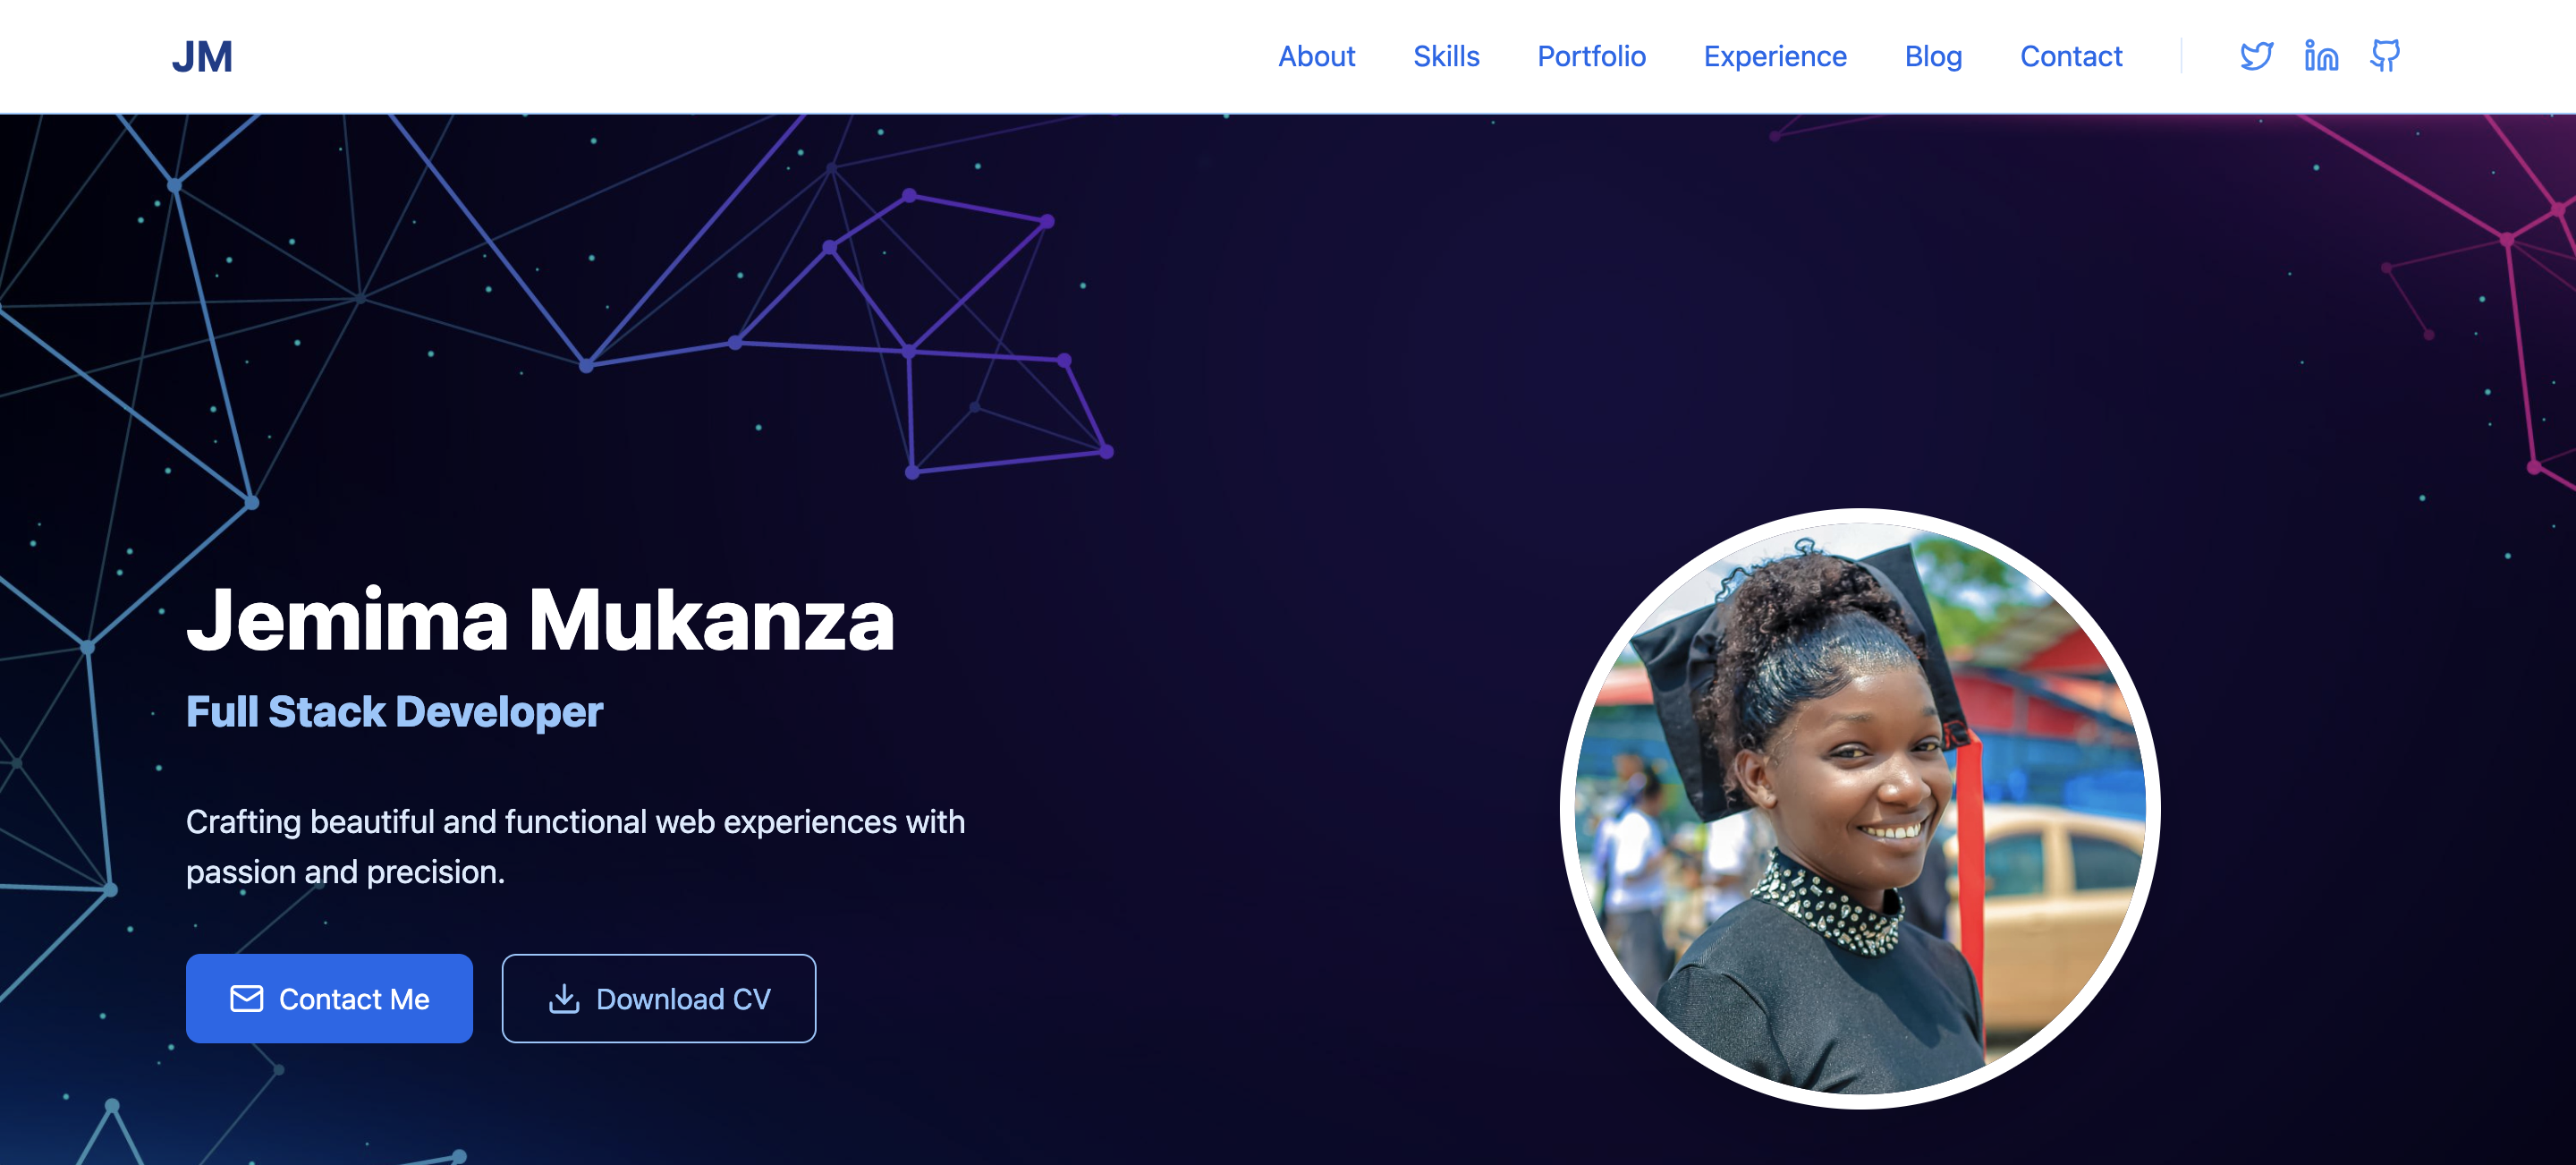 JM
About Skills Portfolio Experience Blog Contact
Jemima Mukanza
Full Stack Developer
Crafting beautiful and functional web experiences with
passion and precision.
Contact Me Download CV